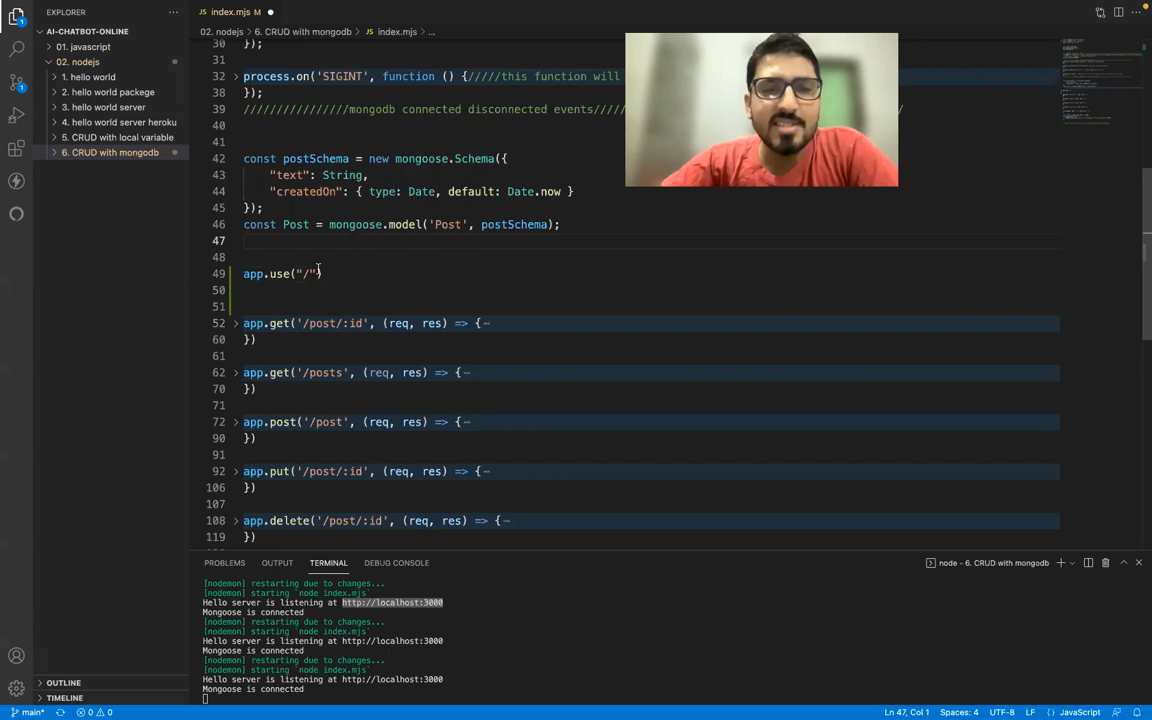 EXPLORER
AI-CHATBOT-ONLINE
01. javascript
02. nodejs
1. hello world
2. hello world packege
3. hello world server
4. hello world server heroku
5. CRUD with local variable
6. CRUD with mongodb
OUTLINE
TIMELINE
JS index.mjs M
02. nodejs > 6. CRUD with mongodb > JS index.mjs > ...
30 });
31
32 process.on('SIGINT', function () {/////this function will
38 });
39 ////////////////mongodb connected disconnected events/////
40
41
42 const postSchema = new mongoose.Schema({
43 "text": String,
44 "createdOn": { type: Date, default: Date.now }
45 });
46 const Post = mongoose.model('Post', postSchema);
47
48
49 app.use("/")
50
51
52 app.get('/post/:id', (req, res) => {⋯
60 })
61
62 app.get('/posts', (req, res) => {⋯
70 })
71
72 app.post('/post', (req, res) => {⋯
90 })
91
92 app.put('/post/:id', (req, res) => {⋯
106 })
107
108 app.delete('/post/:id', (req, res) => {⋯
119 })
PROBLEMS OUTPUT TERMINAL DEBUG CONSOLE
node - 6. CRUD with mongodb
[nodemon] restarting due to changes...
[nodemon] starting `node index.mjs`
Hello server is listening at http://localhost:3000
Mongoose is connected
[nodemon] restarting due to changes...
[nodemon] starting `node index.mjs`
Hello server is listening at http://localhost:3000
Mongoose is connected
[nodemon] restarting due to changes...
[nodemon] starting `node index.mjs`
Hello server is listening at http://localhost:3000
Mongoose is connected
main* 0 0 Ln 47, Col 1 Spaces: 4 UTF-8 LF JavaScript